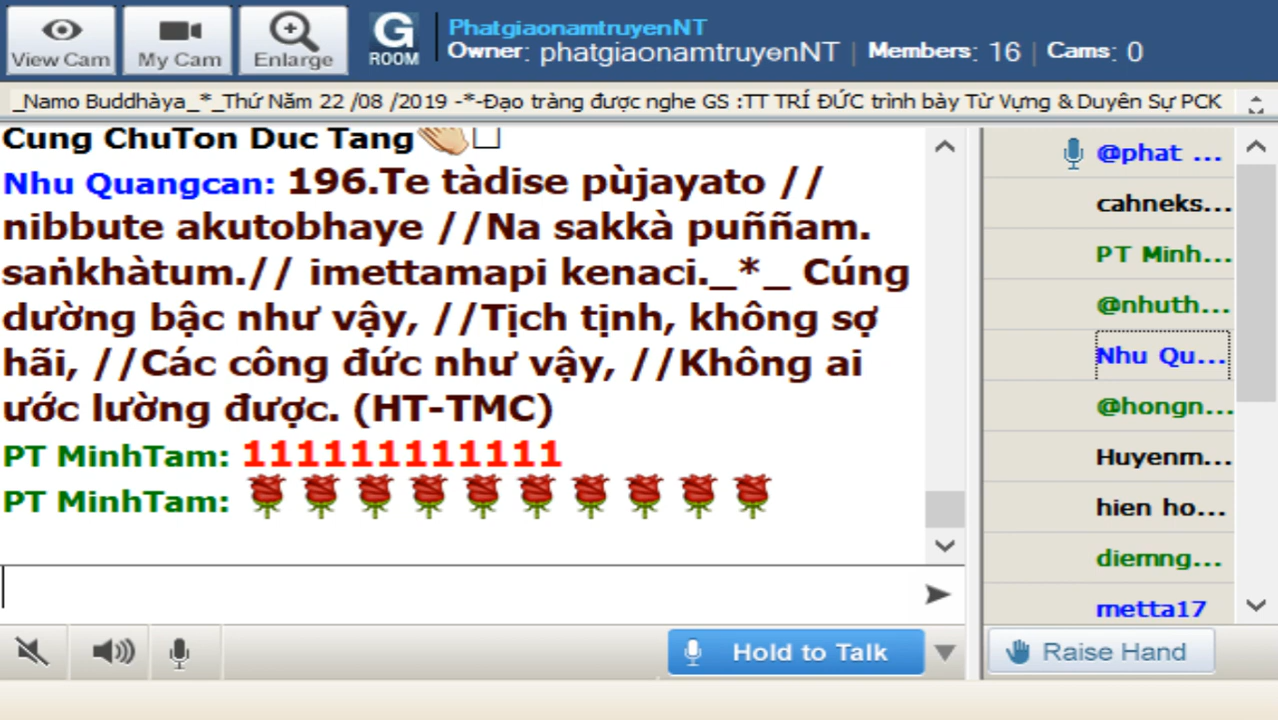 View Cam
My Cam
Enlarge
G
ROOM
PhatgiaonamtruyenNT
Owner: phatgiaonamtruyenNT | Members: 16 | Cams: 0
_Namo Buddhàya_*_Thứ Năm 22 /08 /2019 -*-Đạo tràng được nghe GS :TT TRÍ ĐỨC trình bày Từ Vựng & Duyên Sự PCK
Cung ChuTon Duc Tang👏□
Nhu Quangcan: 196.Te tàdise pùjayato //
nibbute akutobhaye //Na sakkà puññam.
saṅkhàtum.// imettamapi kenaci._*_ Cúng
dường bậc như vậy, //Tịch tịnh, không sợ
hãi, //Các công đức như vậy, //Không ai
ước lường được. (HT-TMC)
PT MinhTam: 111111111111
PT MinhTam: 🌹🌹🌹🌹🌹🌹🌹🌹🌹🌹
@phat ...
cahneks...
PT Minh...
@nhuth...
Nhu Qu...
@hongn...
Huyenm...
hien ho...
diemng...
metta17
Hold to Talk
Raise Hand